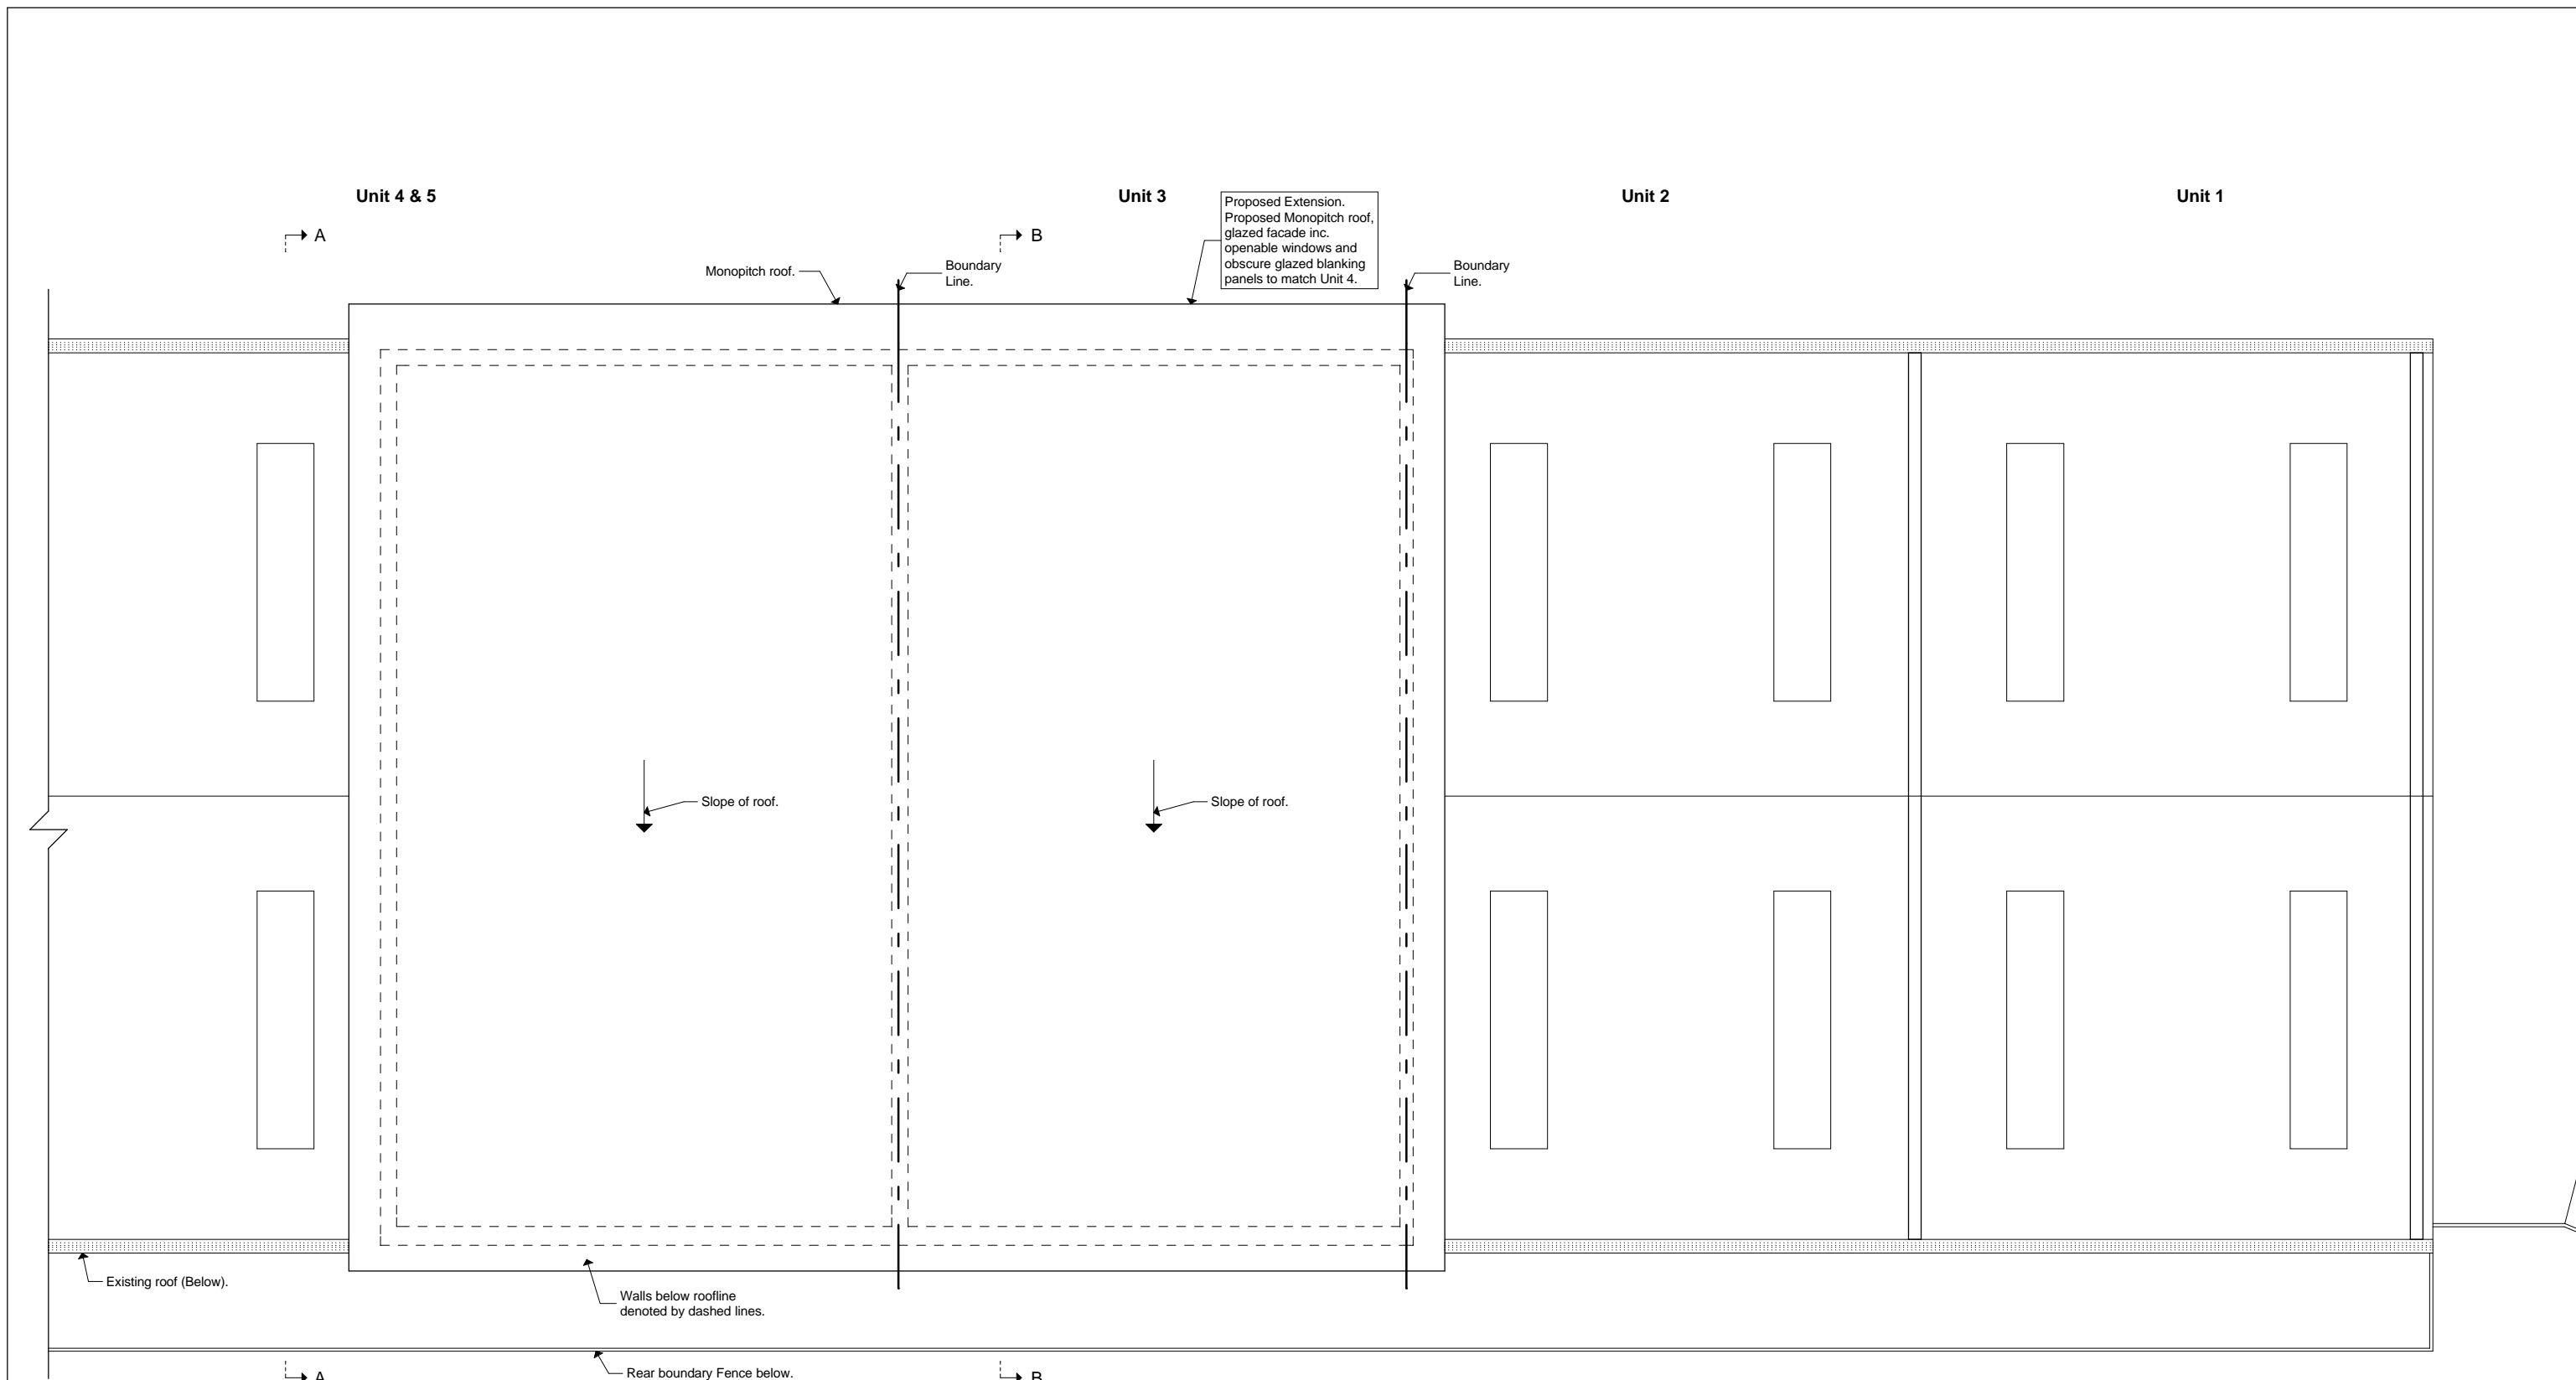 Unit 4 & 5
Unit 3
Unit 2
Unit 1
Proposed Extension.
Proposed Monopitch roof,
glazed facade inc.
openable windows and
obscure glazed blanking
panels to match Unit 4.
A
B
Monopitch roof.
Boundary
Line.
Boundary
Line.
Slope of roof.
Slope of roof.
Existing roof (Below).
Walls below roofline
denoted by dashed lines.
Rear boundary Fence below.
A
B